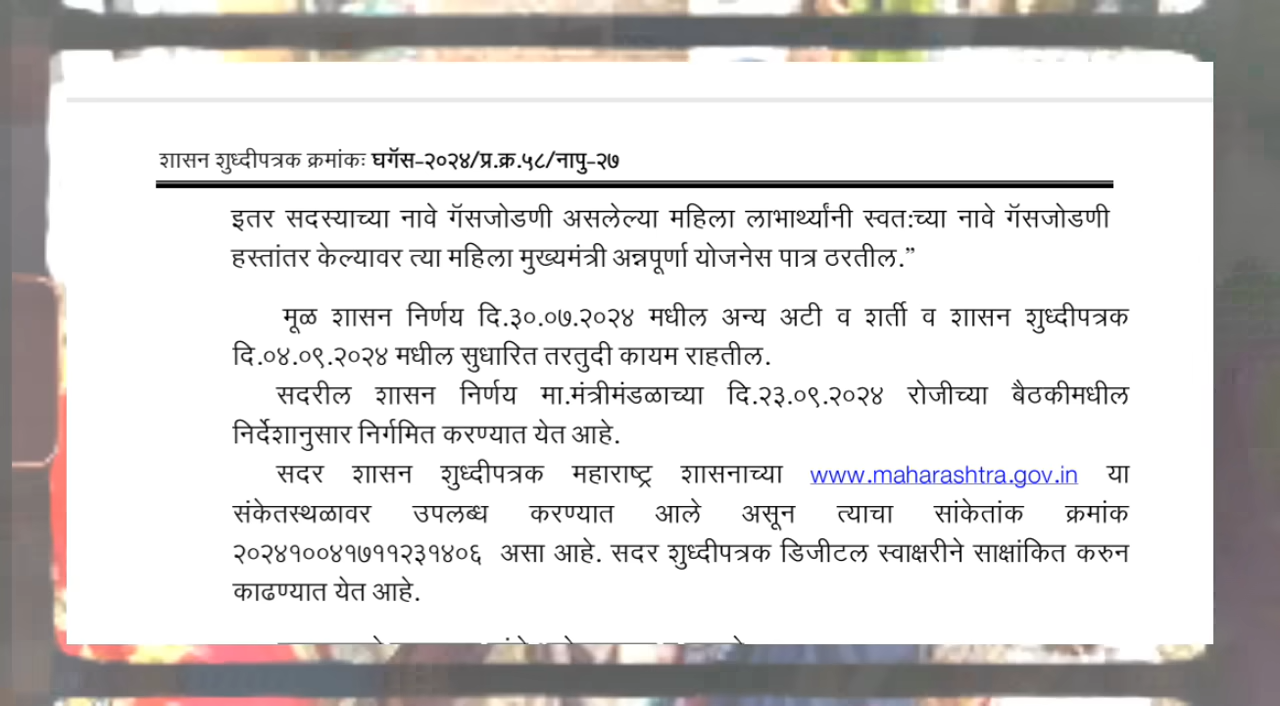 शासन शुध्दीपत्रक क्रमांकः घगॅस-२०२४/प्र.क्र.५८/नापु-२७
इतर सदस्याच्या नावे गॅसजोडणी असलेल्या महिला लाभार्थ्यांनी स्वतःच्या नावे गॅसजोडणी
हस्तांतर केल्यावर त्या महिला मुख्यमंत्री अन्नपूर्णा योजनेस पात्र ठरतील.”
मूळ शासन निर्णय दि.३०.०७.२०२४ मधील अन्य अटी व शर्ती व शासन शुध्दीपत्रक
दि.०४.०९.२०२४ मधील सुधारित तरतुदी कायम राहतील.
सदरील शासन निर्णय मा.मंत्रीमंडळाच्या दि.२३.०९.२०२४ रोजीच्या बैठकीमधील
निर्देशानुसार निर्गमित करण्यात येत आहे.
सदर शासन शुध्दीपत्रक महाराष्ट्र शासनाच्या www.maharashtra.gov.in या
संकेतस्थळावर उपलब्ध करण्यात आले असून त्याचा सांकेतांक क्रमांक
२०२४१००४१७११२३१४०६ असा आहे. सदर शुध्दीपत्रक डिजीटल स्वाक्षरीने साक्षांकित करुन
काढण्यात येत आहे.